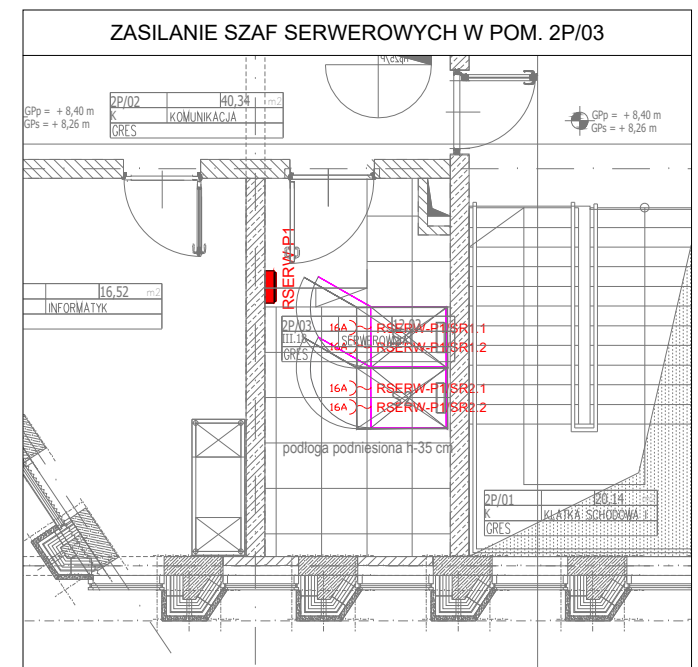 ZASILANIE SZAF SERWEROWYCH W POM. 2P/03
2P/02 40,34 m2
K KOMUNIKACJA
GRES
GPp = + 8,40 m
GPs = + 8,26 m
GPp = + 8,40 m
GPs = + 8,26 m
16,52 m2
INFORMATYK
RSERW-P1
2P/03
SERWEROWNIA
GRES
16A RSERW-P1/SR1.1
16A RSERW-P1/SR1.2
16A RSERW-P1/SR2.1
16A RSERW-P1/SR2.2
podłoga podniesiona h-35 cm
2P/01 20,14
K KLATKA SCHODOWA I
GRES